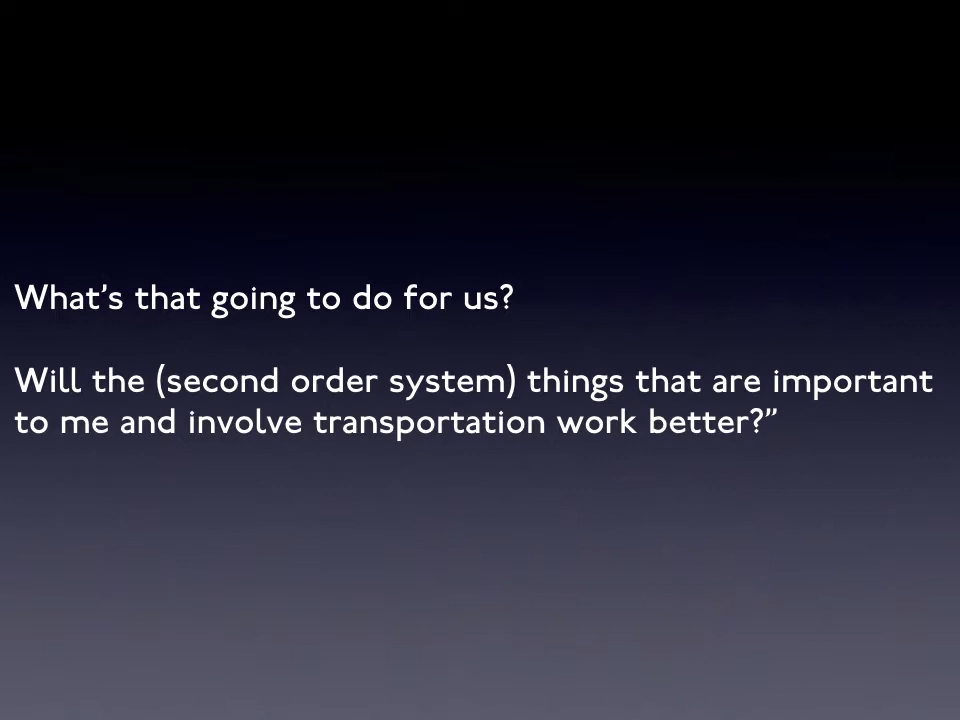 What’s that going to do for us?
Will the (second order system) things that are important
to me and involve transportation work better?”